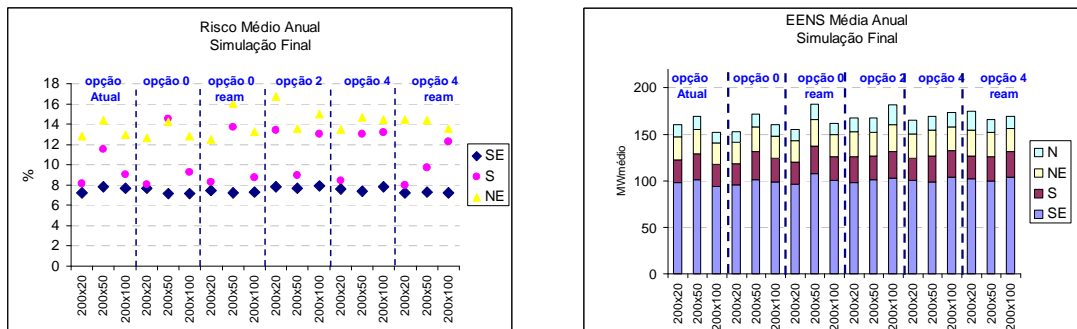 Risco Médio Anual
Simulação Final
18
16
14
12
10
8
6
4
2
0
%
opção Atual
opção 0
opção 0 ream
opção 2
opção 4
opção 4 ream
200x20
200x50
200x100
200x20
200x50
200x100
200x20
200x50
200x100
200x20
200x50
200x100
200x20
200x50
200x100
200x20
200x50
200x100
SE
S
NE
EENS Média Anual
Simulação Final
200
150
100
50
0
MWmédio
opção Atual
opção 0
opção 0 ream
opção 2
opção 4
opção 4 ream
200x20
200x50
200x100
200x20
200x50
200x100
200x20
200x50
200x100
200x20
200x50
200x100
200x20
200x50
200x100
200x20
200x50
200x100
N
NE
S
SE